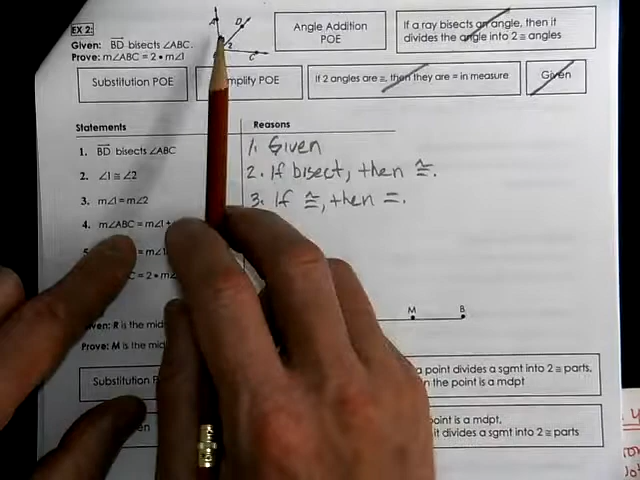 EX 2:
Given: BD bisects ∠ABC.
Prove: m∠ABC = 2 • m∠1
A D
2
C
Angle Addition
POE
If a ray bisects an angle, then it
divides the angle into 2 ≅ angles
Substitution POE
mplify POE
If 2 angles are ≅, then they are = in measure
Given
Statements
Reasons
1. BD bisects ∠ABC
1. Given
2. ∠1 ≅ ∠2
2. If bisect, then ≅.
3. m∠1 = m∠2
3. If ≅, then =.
4. m∠ABC = m∠1 +
= m∠1
= 2 • m∠
M B
ven: R is the mid
Prove: M is the mid
Substitution P
a point divides a sgmt into 2 ≅ parts,
n the point is a mdpt
en
point is a mdpt,
it divides a sgmt into 2 ≅ parts